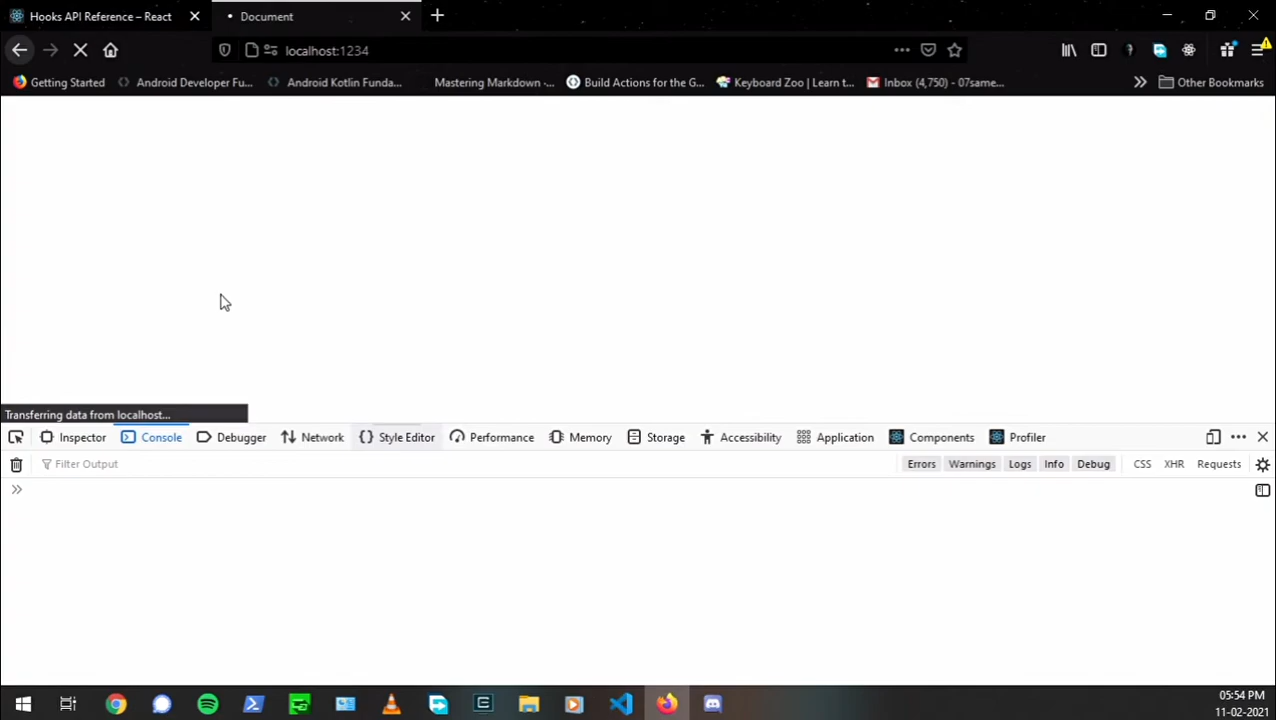 Hooks API Reference – React
Document
localhost:1234
Getting Started
Android Developer Fu...
Android Kotlin Funda...
Mastering Markdown ·...
Build Actions for the G...
Keyboard Zoo | Learn t...
Inbox (4,750) - 07same...
Other Bookmarks
Transferring data from localhost...
Inspector
Console
Debugger
Network
Style Editor
Performance
Memory
Storage
Accessibility
Application
Components
Profiler
Filter Output
Errors
Warnings
Logs
Info
Debug
CSS
XHR
Requests
05:54 PM
11-02-2021